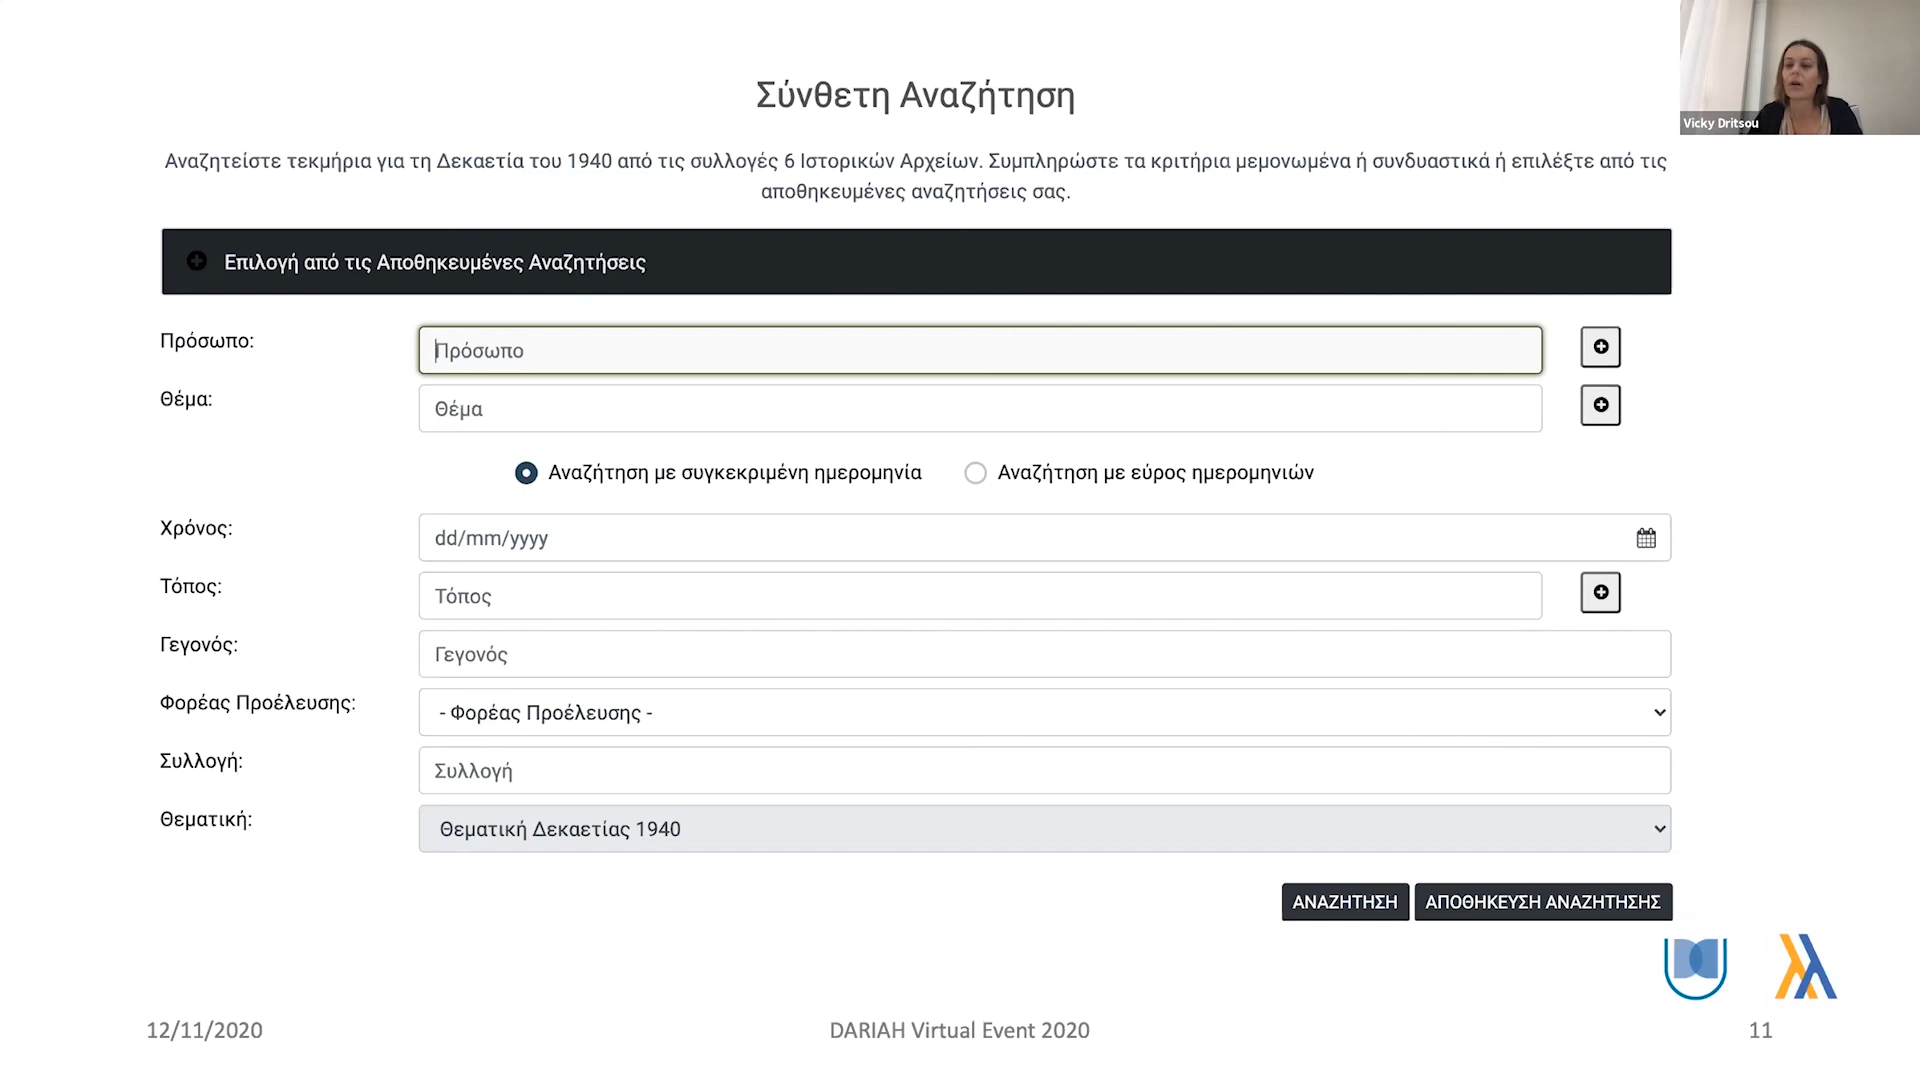 Σύνθετη Αναζήτηση
Vicky Dritsou
Αναζητείστε τεκμήρια για τη Δεκαετία του 1940 από τις συλλογές 6 Ιστορικών Αρχείων. Συμπληρώστε τα κριτήρια μεμονωμένα ή συνδυαστικά ή επιλέξτε από τις
αποθηκευμένες αναζητήσεις σας.
Επιλογή από τις Αποθηκευμένες Αναζητήσεις
Πρόσωπο:
Πρόσωπο
Θέμα:
Θέμα
Αναζήτηση με συγκεκριμένη ημερομηνία
Αναζήτηση με εύρος ημερομηνιών
Χρόνος:
dd/mm/yyyy
Τόπος:
Τόπος
Γεγονός:
Γεγονός
Φορέας Προέλευσης:
- Φορέας Προέλευσης -
Συλλογή:
Συλλογή
Θεματική:
Θεματική Δεκαετίας 1940
ΑΝΑΖΗΤΗΣΗ
ΑΠΟΘΗΚΕΥΣΗ ΑΝΑΖΗΤΗΣΗΣ
12/11/2020
DARIAH Virtual Event 2020
11